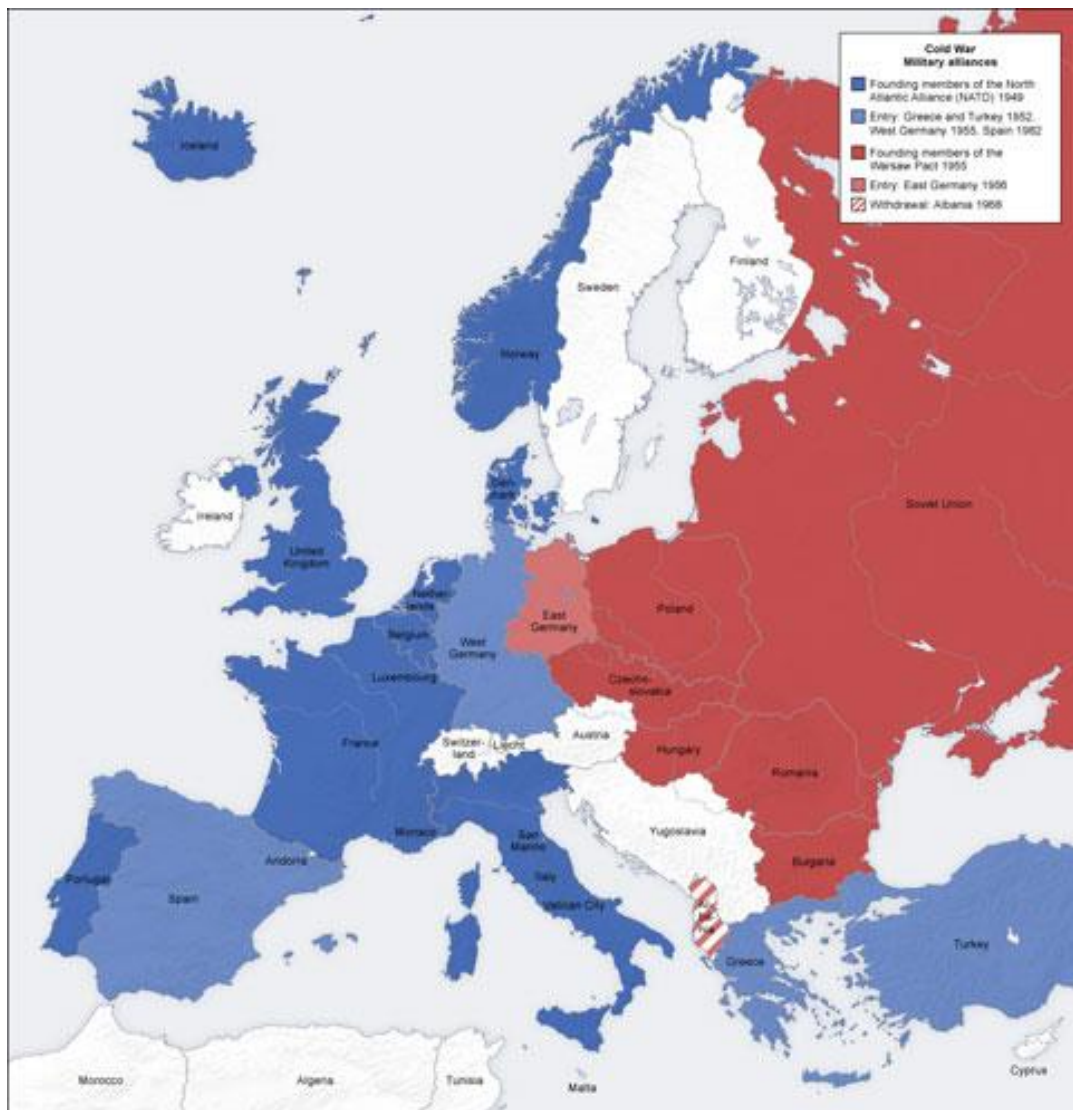 Cold War
Military alliances
Founding members of the North
Atlantic Alliance (NATO) 1949
Entry: Greece and Turkey 1952,
West Germany 1955, Spain 1982
Founding members of the
Warsaw Pact 1955
Entry: East Germany 1956
Withdrawal: Albania 1968
Iceland
Finland
Sweden
Norway
Den-
mark
Soviet Union
Ireland
United
Kingdom
Nether-
lands
Belgium
Luxembourg
West
Germany
East
Germany
Poland
Czecho-
slovakia
France
Switzer-
land
Liecht
Austria
Hungary
Romania
Monaco
San
Marino
Yugoslavia
Bulgaria
Andorra
Portugal
Spain
Italy
Vatican City
Greece
Turkey
Morocco
Algeria
Tunisia
Malta
Cyprus